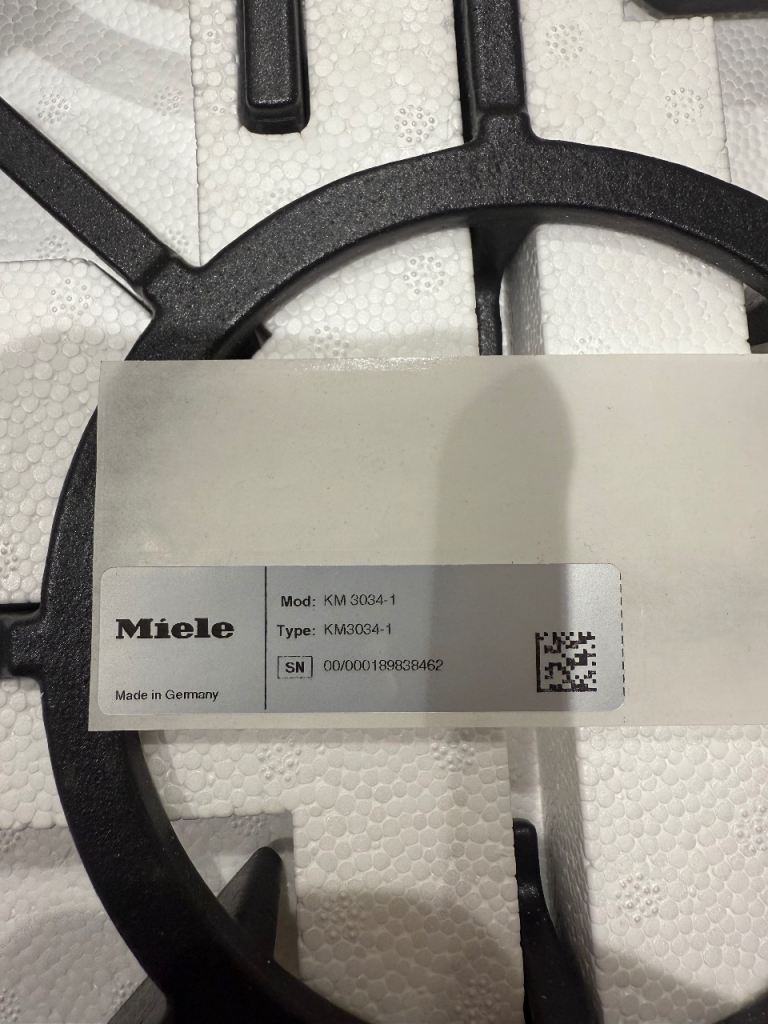 Miele
Made in Germany
Mod: KM 3034-1
Type: KM3034-1
SN 00/000189838462